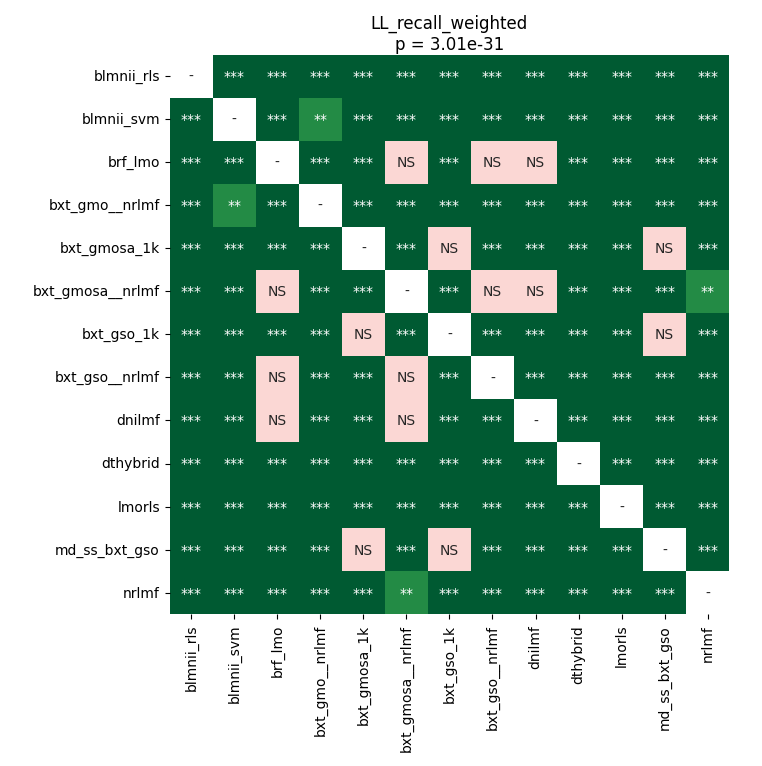 LL_recall_weighted
p = 3.01e-31
blmnii_rls - *** *** *** *** *** *** *** *** *** *** *** ***
blmnii_svm *** - *** ** *** *** *** *** *** *** *** *** ***
brf_lmo *** *** - *** *** NS *** NS NS *** *** *** ***
bxt_gmo__nrlmf *** ** *** - *** *** *** *** *** *** *** *** ***
bxt_gmosa_1k *** *** *** *** - *** NS *** *** *** *** NS ***
bxt_gmosa__nrlmf *** *** NS *** *** - *** NS NS *** *** *** **
bxt_gso_1k *** *** *** *** NS *** - *** *** *** *** NS ***
bxt_gso__nrlmf *** *** NS *** *** NS *** - *** *** *** *** ***
dnilmf *** *** NS *** *** NS *** *** - *** *** *** ***
dthybrid *** *** *** *** *** *** *** *** *** - *** *** ***
lmorls *** *** *** *** *** *** *** *** *** *** - *** ***
md_ss_bxt_gso *** *** *** *** NS *** NS *** *** *** *** - ***
nrlmf *** *** *** *** *** ** *** *** *** *** *** *** -
blmnii_rls
blmnii_svm
brf_lmo
bxt_gmo__nrlmf
bxt_gmosa_1k
bxt_gmosa__nrlmf
bxt_gso_1k
bxt_gso__nrlmf
dnilmf
dthybrid
lmorls
md_ss_bxt_gso
nrlmf